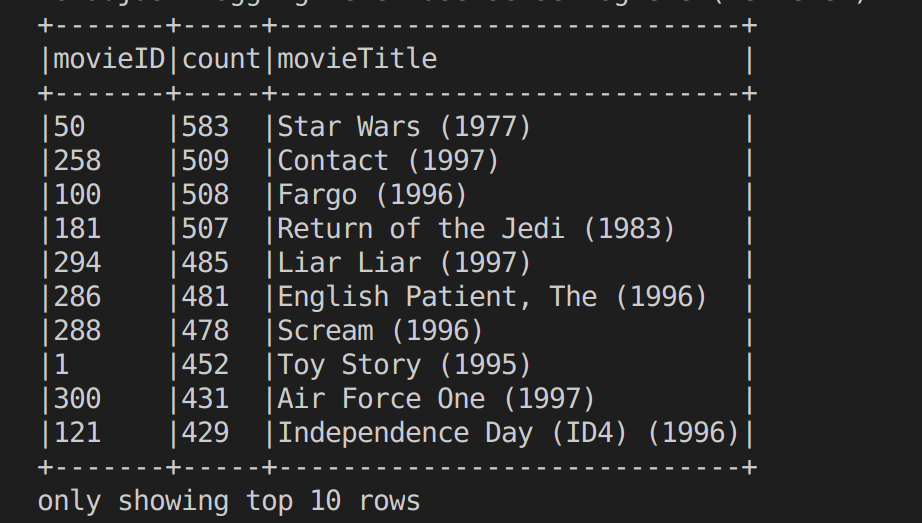 +-------+-----+-----------------------------+
|movieID|count|movieTitle                   |
+-------+-----+-----------------------------+
|50     |583  |Star Wars (1977)             |
|258    |509  |Contact (1997)               |
|100    |508  |Fargo (1996)                 |
|181    |507  |Return of the Jedi (1983)    |
|294    |485  |Liar Liar (1997)             |
|286    |481  |English Patient, The (1996)  |
|288    |478  |Scream (1996)                |
|1      |452  |Toy Story (1995)             |
|300    |431  |Air Force One (1997)         |
|121    |429  |Independence Day (ID4) (1996)|
+-------+-----+-----------------------------+
only showing top 10 rows